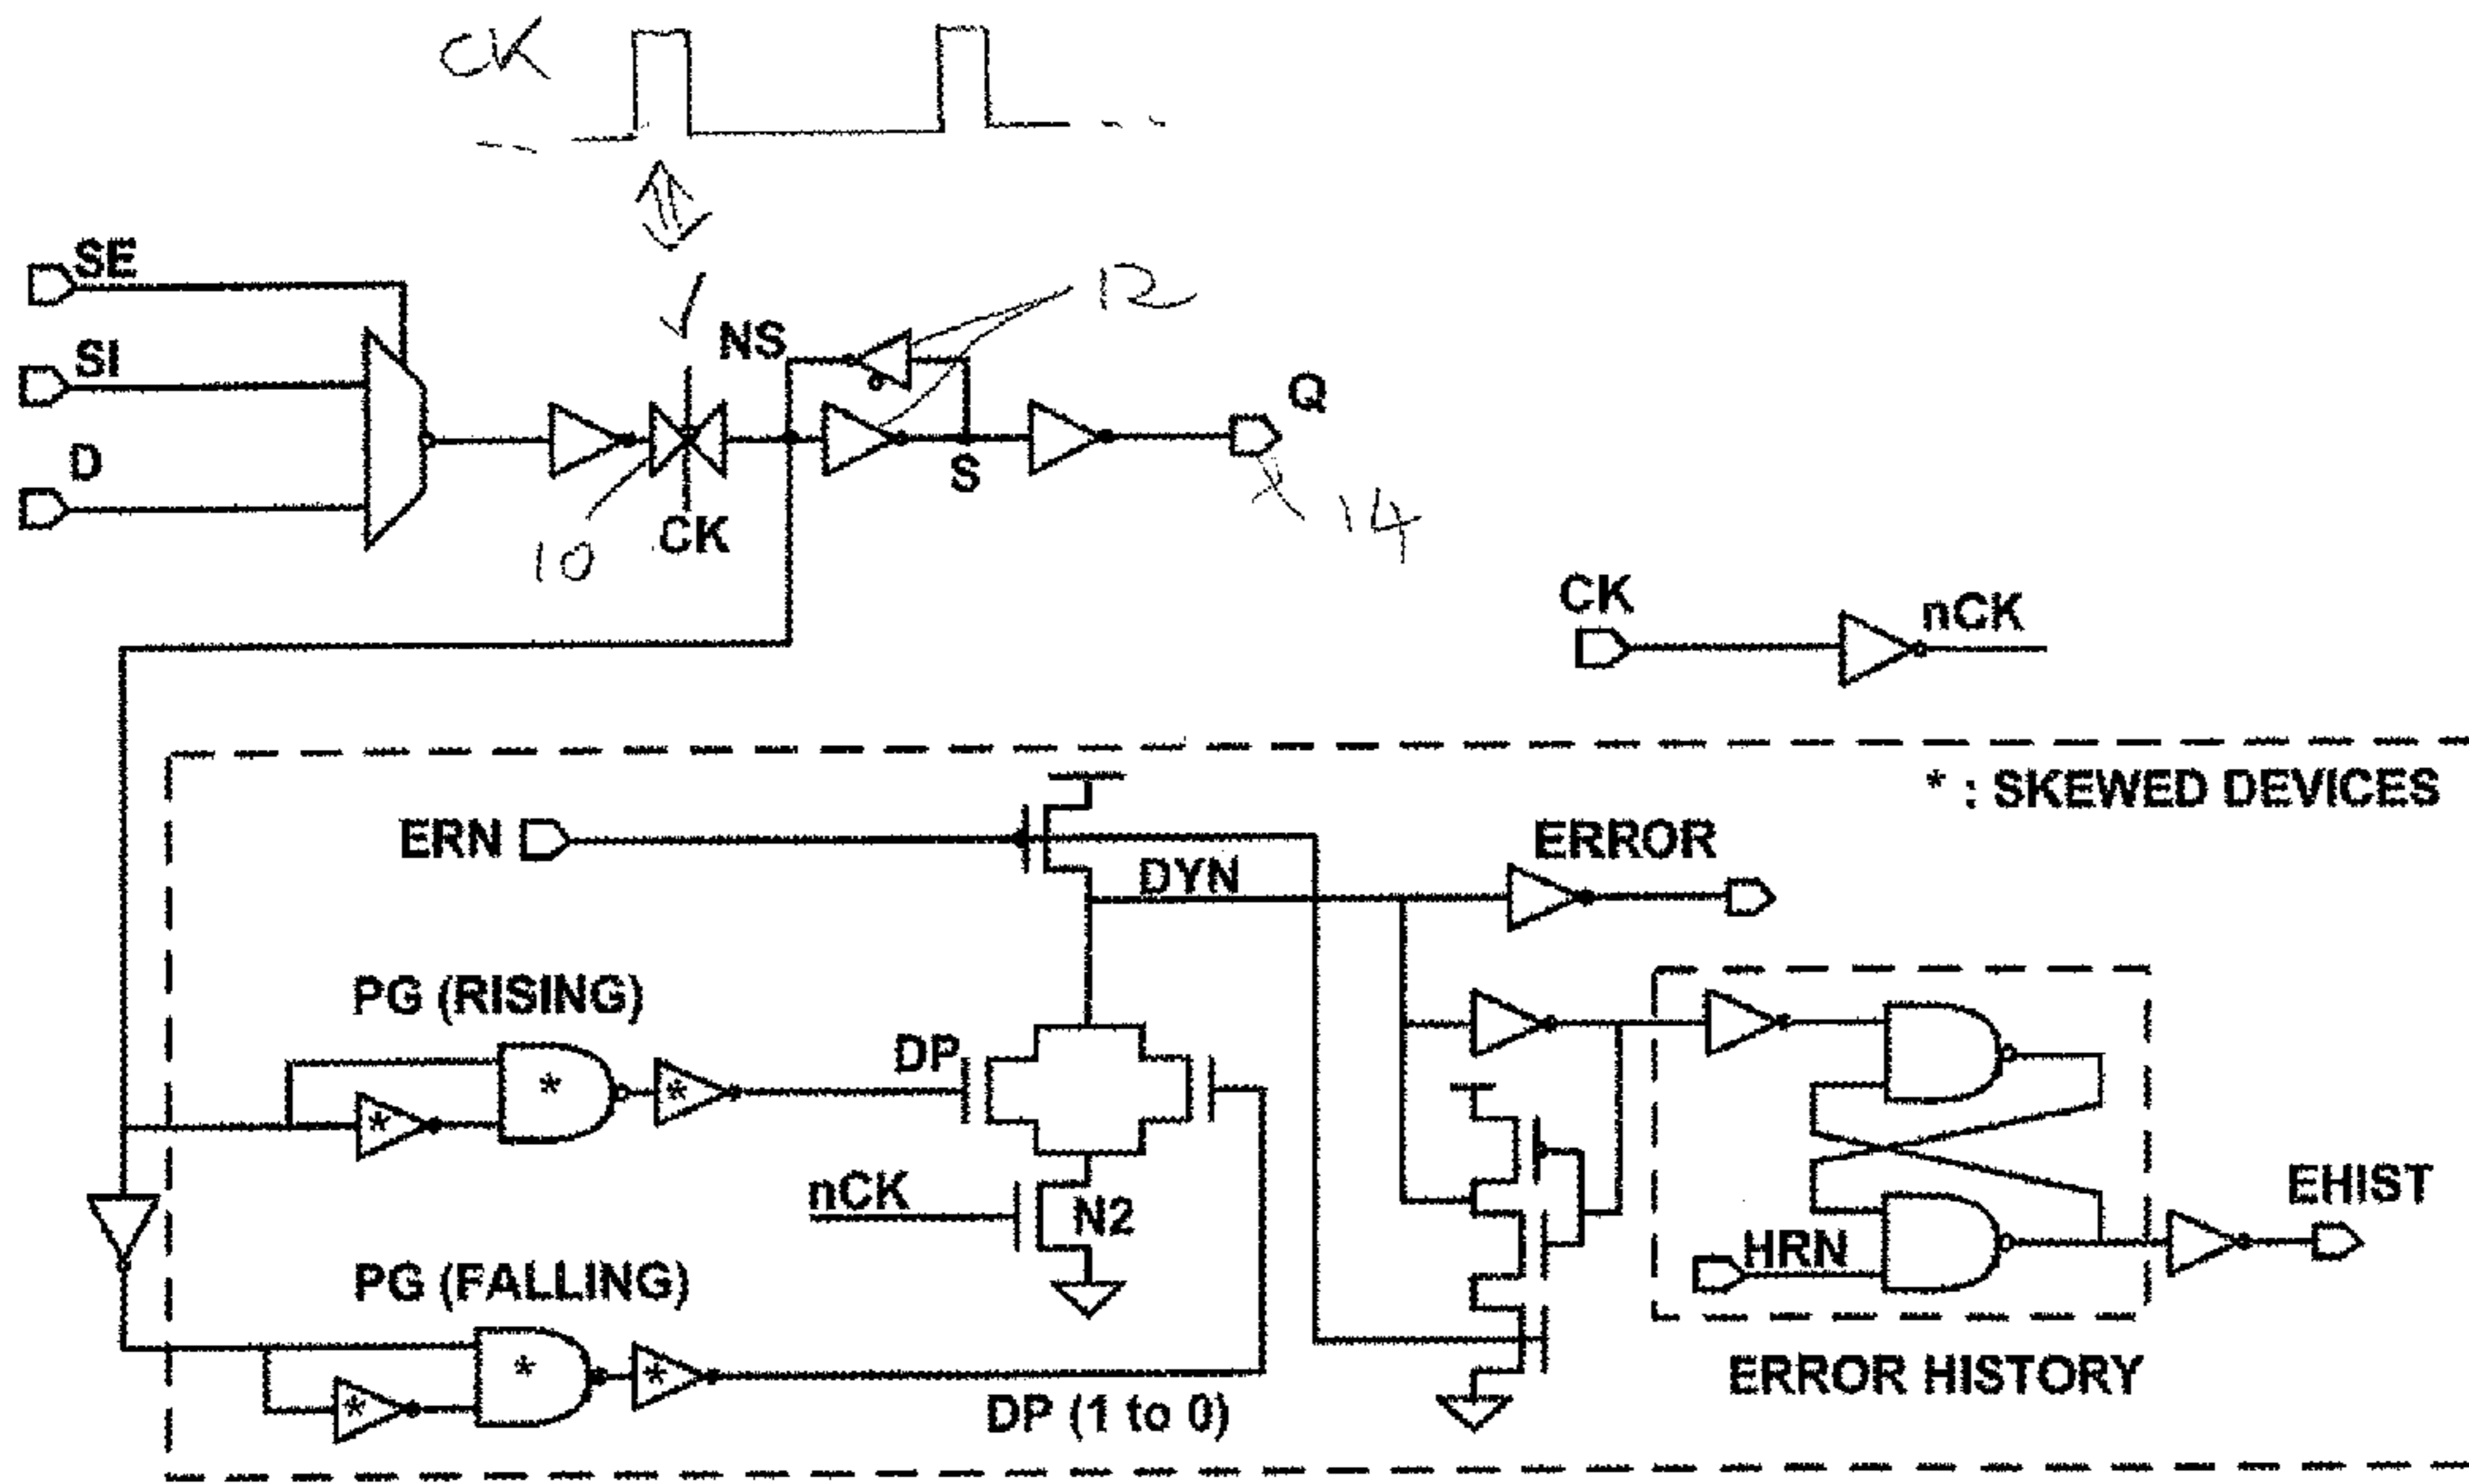 CK
SE
SI
D
NS
12
Q
S
10
CK
14
CK
nCK
* : SKEWED DEVICES
ERN
ERROR
DYN
PG (RISING)
DP
*
*
*
nCK
N2
EHIST
HRN
PG (FALLING)
*
*
*
ERROR HISTORY
DP (1 to 0)